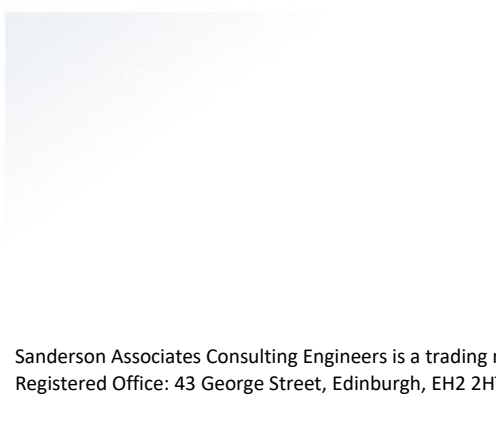 Sanderson Associates Consulting Engineers is a trading
Registered Office: 43 George Street, Edinburgh, EH2